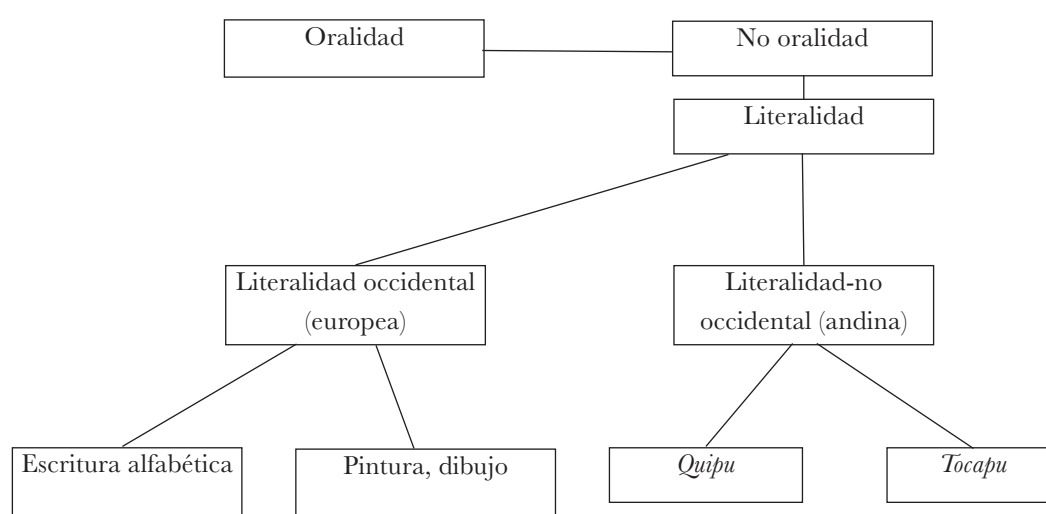 Oralidad
No oralidad
Literalidad
Literalidad occidental
(europea)
Literalidad-no
occidental (andina)
Escritura alfabética
Pintura, dibujo
Quipu
Tocapu